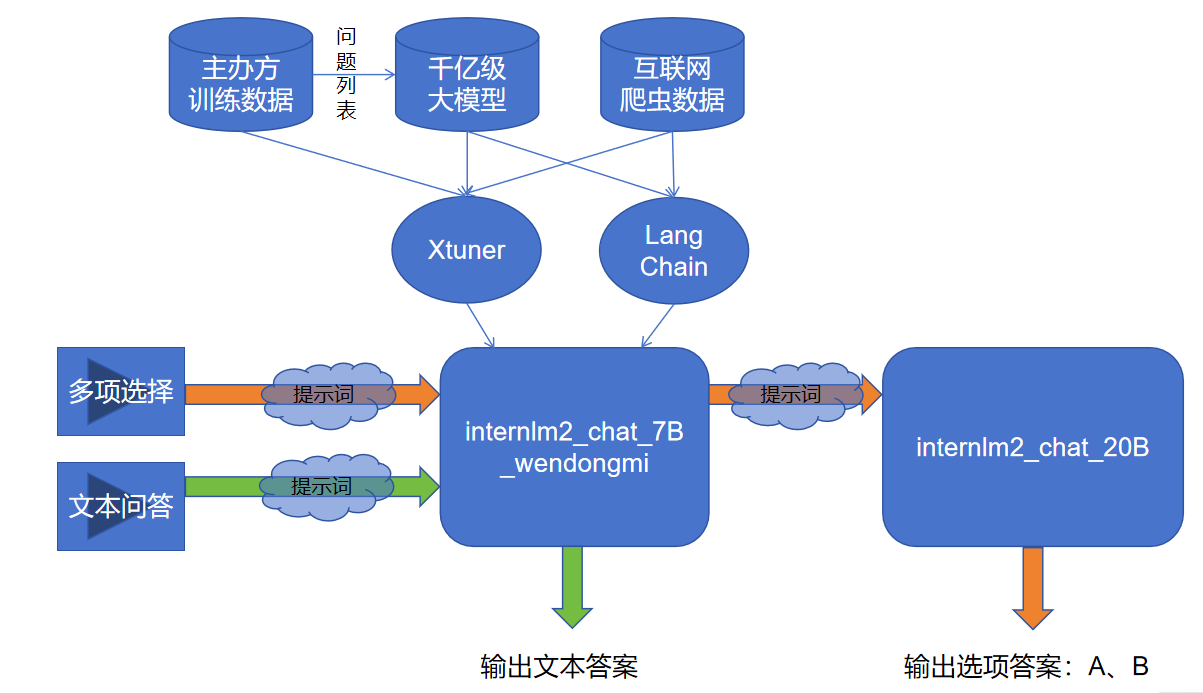 主办方
训练数据
问
题
列
表
千亿级
大模型
互联网
爬虫数据
Xtuner
Lang
Chain
多项选择
提示词
internlm2_chat_7B
_wendongmi
提示词
internlm2_chat_20B
文本问答
提示词
输出文本答案
输出选项答案：A、B